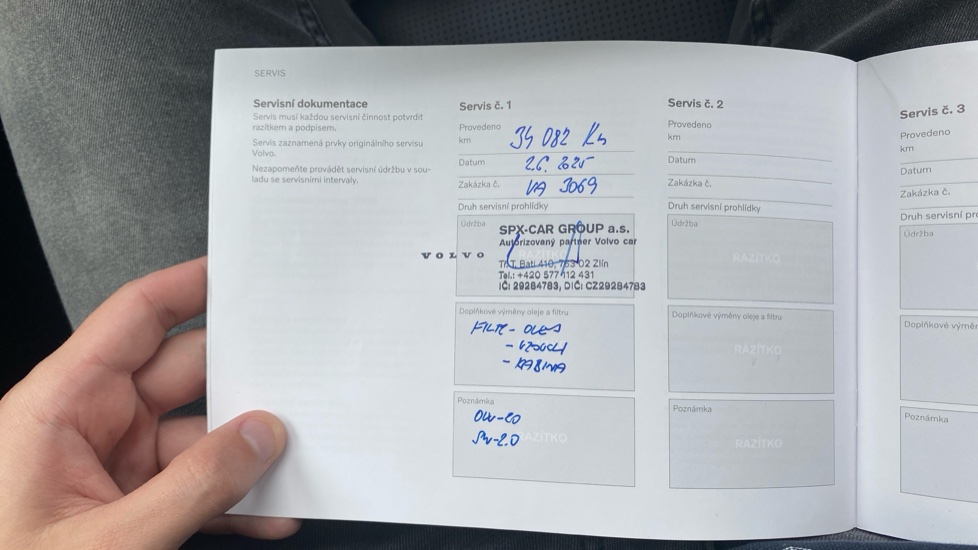 SERVIS
Servisní dokumentace
Servis musí každou servisní činnost potvrdit
razítkem a podpisem.
Servis zaznamená prvky originálního servisu
Volvo.
Nezapomeňte provádět servisní údržbu v sou-
ladu se servisními intervaly.
Servis č. 1
Provedeno
km
34 082 Km
Datum
2.6. 2025
Zakázka č.
VA 3069
Druh servisní prohlídky
Údržba
VOLVO
SPX-CAR GROUP a.s.
Autorizovaný partner Volvo car
Tř.T. Bati 410, 763 02 Zlín
Tel.: +420 577 112 431
IČ: 29284783, DIČ: CZ29284783
Doplňkové výměny oleje a filtru
FILTR - OLEJ
- VZDUCH
- KABINA
Poznámka
OW-20
SW-2.0
RAZÍTKO
Servis č. 2
Provedeno
km
Datum
Zakázka č.
Druh servisní prohlídky
Údržba
RAZÍTKO
Doplňkové výměny oleje a filtru
RAZÍTKO
Poznámka
RAZÍTKO
Servis č. 3
Provedeno
km
Datum
Zakázka č.
Druh servisní pr
Údržba
Doplňkové výměn
Poznámka